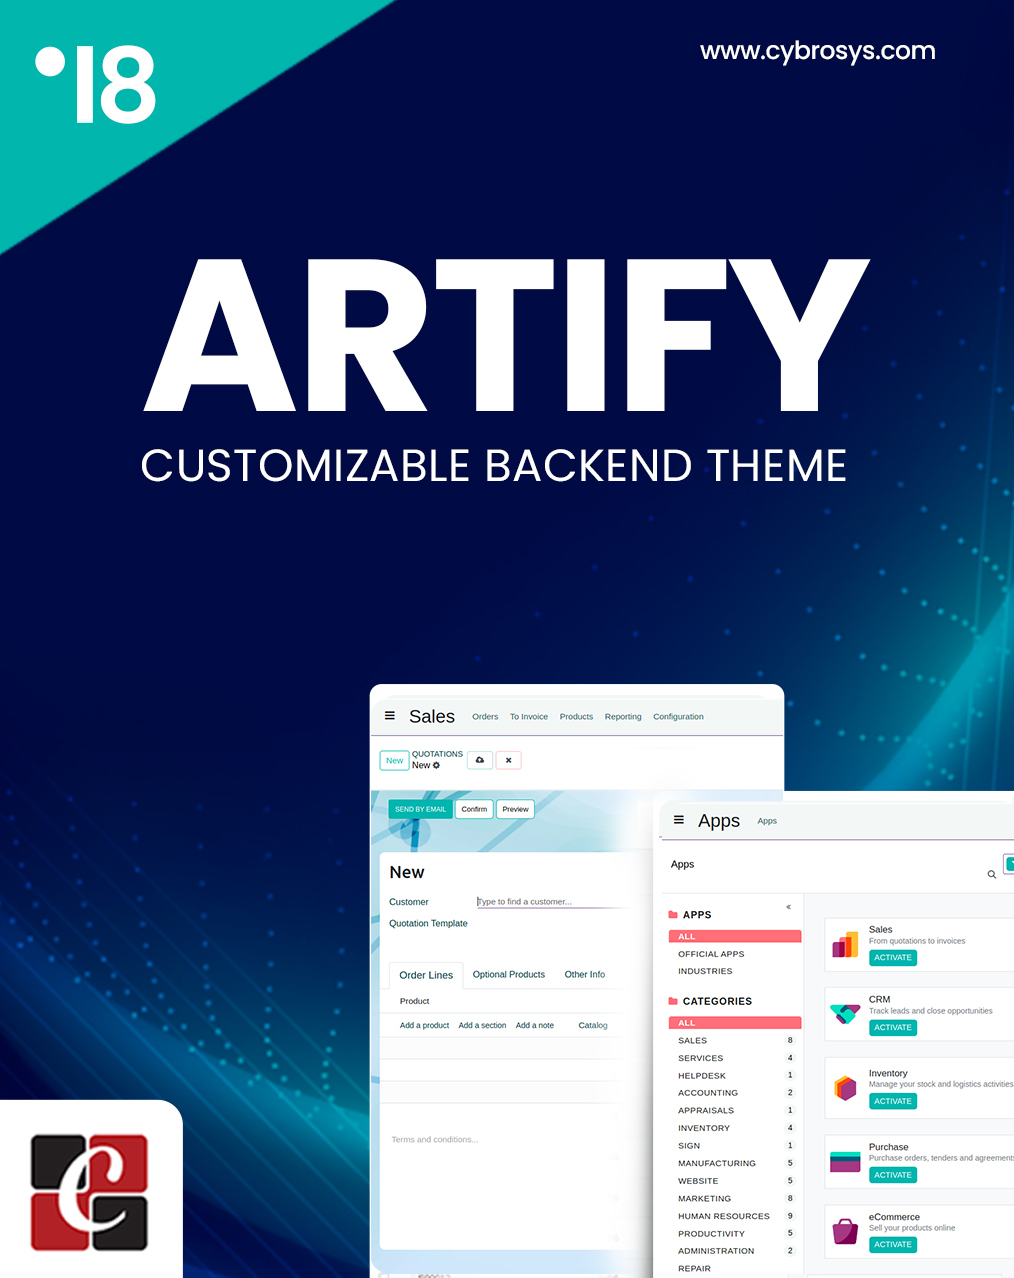 18
www.cybrosys.com
ARTIFY
CUSTOMIZABLE BACKEND THEME
Sales Orders To Invoice Products Reporting Configuration
New QUOTATIONS
New
SEND BY EMAIL Confirm Preview
New
Customer Type to find a customer...
Quotation Template
Order Lines Optional Products Other Info
Product
Add a product Add a section Add a note Catalog
Terms and conditions...
Apps Apps
Apps
APPS
ALL
OFFICIAL APPS
INDUSTRIES
CATEGORIES
ALL
SALES 8
SERVICES 4
HELPDESK 1
ACCOUNTING 2
APPRAISALS 1
INVENTORY 4
SIGN 1
MANUFACTURING 5
WEBSITE 5
MARKETING 8
HUMAN RESOURCES 9
PRODUCTIVITY 5
ADMINISTRATION 2
REPAIR
Sales
From quotations to invoices
ACTIVATE
CRM
Track leads and close opportunities
ACTIVATE
Inventory
Manage your stock and logistics activities
ACTIVATE
Purchase
Purchase orders, tenders and agreements
ACTIVATE
eCommerce
Sell your products online
ACTIVATE
C